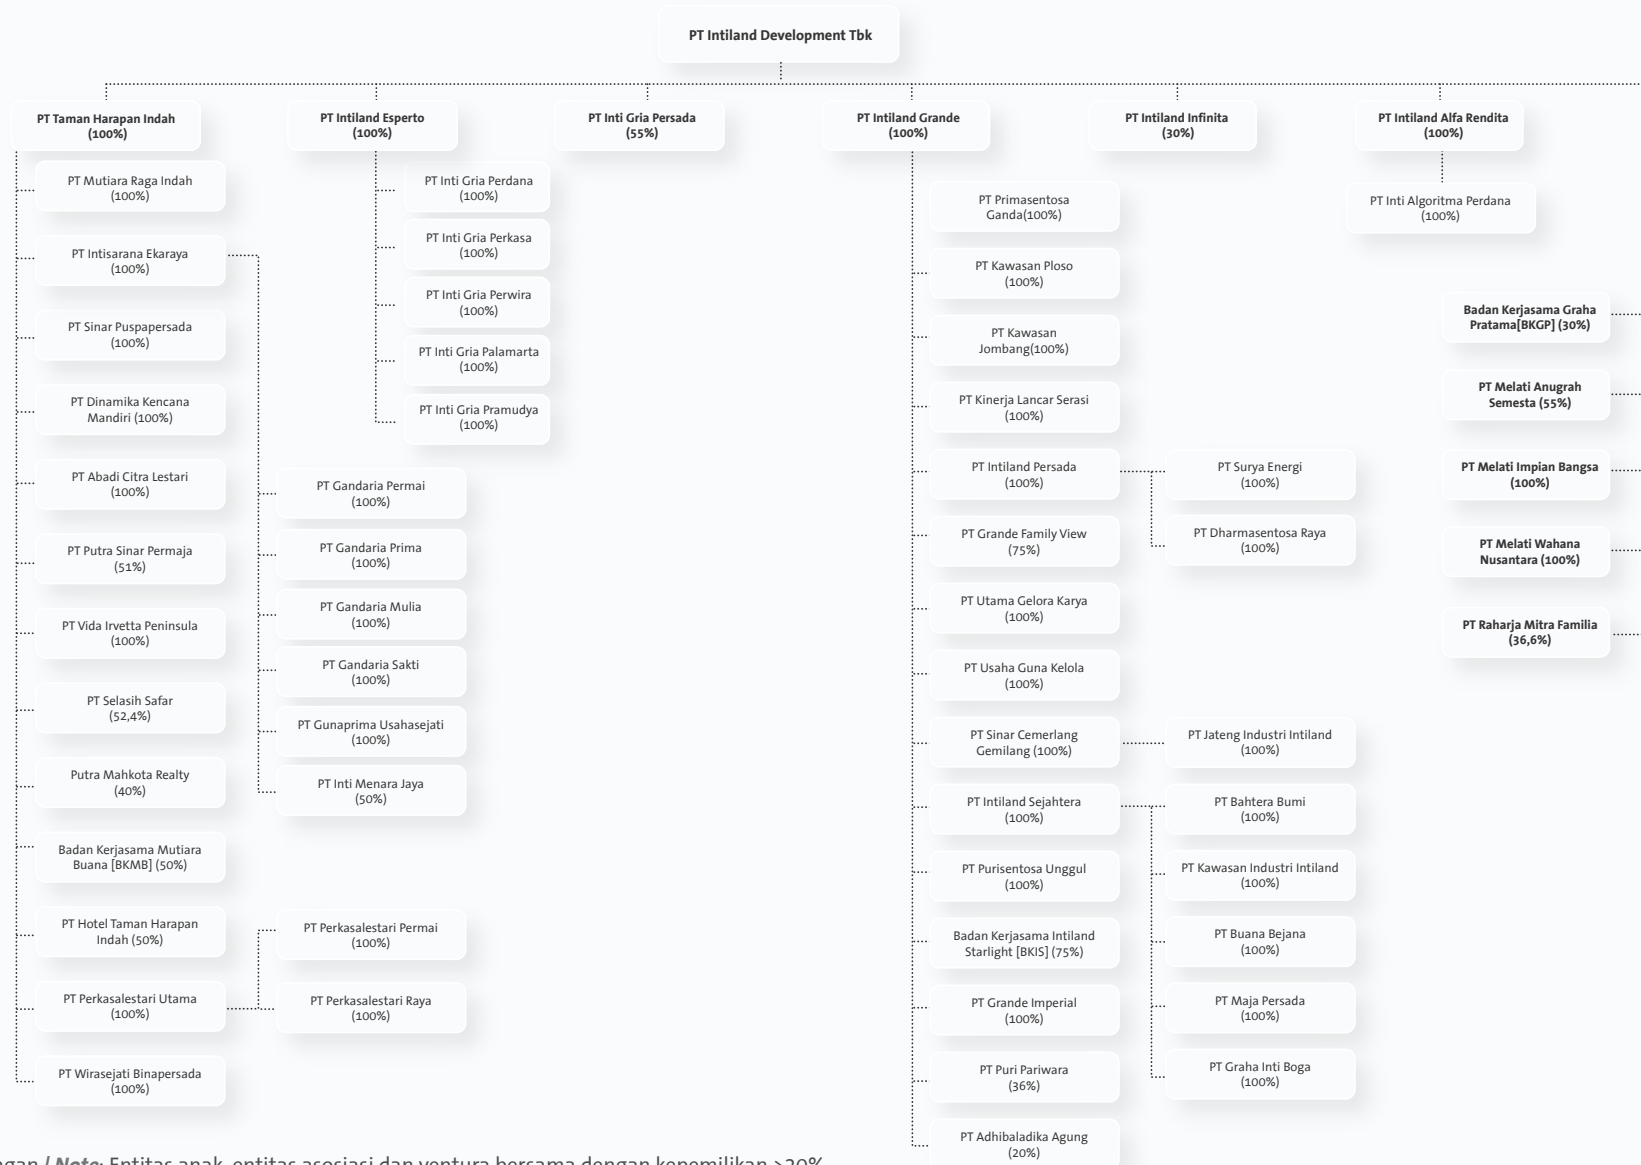 PT Intiland Development Tbk
PT Taman Harapan Indah
(100%)
PT Intiland Esperto
(100%)
PT Inti Gria Persada
(55%)
PT Intiland Grande
(100%)
PT Intiland Infinita
(30%)
PT Intiland Alfa Rendita
(100%)
PT Mutiara Raga Indah
(100%)
PT Intisarana Ekaraya
(100%)
PT Sinar Puspapersada
(100%)
PT Dinamika Kencana
Mandiri (100%)
PT Abadi Citra Lestari
(100%)
PT Putra Sinar Permaja
(51%)
PT Vida Irvetta Peninsula
(100%)
PT Selasih Safar
(52,4%)
Putra Mahkota Realty
(40%)
Badan Kerjasama Mutiara
Buana [BKMB] (50%)
PT Hotel Taman Harapan
Indah (50%)
PT Perkasalestari Utama
(100%)
PT Wirasejati Binapersada
(100%)
PT Gandaria Permai
(100%)
PT Gandaria Prima
(100%)
PT Gandaria Mulia
(100%)
PT Gandaria Sakti
(100%)
PT Gunaprima Usahasejati
(100%)
PT Inti Menara Jaya
(50%)
PT Perkasalestari Permai
(100%)
PT Perkasalestari Raya
(100%)
PT Inti Gria Perdana
(100%)
PT Inti Gria Perkasa
(100%)
PT Inti Gria Perwira
(100%)
PT Inti Gria Palamarta
(100%)
PT Inti Gria Pramudya
(100%)
PT Primasentosa
Ganda(100%)
PT Kawasan Ploso
(100%)
PT Kawasan
Jombang(100%)
PT Kinerja Lancar Serasi
(100%)
PT Intiland Persada
(100%)
PT Grande Family View
(75%)
PT Utama Gelora Karya
(100%)
PT Usaha Guna Kelola
(100%)
PT Sinar Cemerlang
Gemilang (100%)
PT Intiland Sejahtera
(100%)
PT Purisentosa Unggul
(100%)
Badan Kerjasama Intiland
Starlight [BKIS] (75%)
PT Grande Imperial
(100%)
PT Puri Pariwara
(36%)
PT Adhibaladika Agung
(20%)
PT Surya Energi
(100%)
PT Dharmasentosa Raya
(100%)
PT Jateng Industri Intiland
(100%)
PT Bahtera Bumi
(100%)
PT Kawasan Industri Intiland
(100%)
PT Buana Bejana
(100%)
PT Maja Persada
(100%)
PT Graha Inti Boga
(100%)
PT Inti Algoritma Perdana
(100%)
Badan Kerjasama Graha
Pratama[BKGP] (30%)
PT Melati Anugrah
Semesta (55%)
PT Melati Impian Bangsa
(100%)
PT Melati Wahana
Nusantara (100%)
PT Raharja Mitra Familia
(36,6%)
ngan / Note: Entitas anak, entitas asosiasi dan ventura bersama dengan kepemilikan >20%